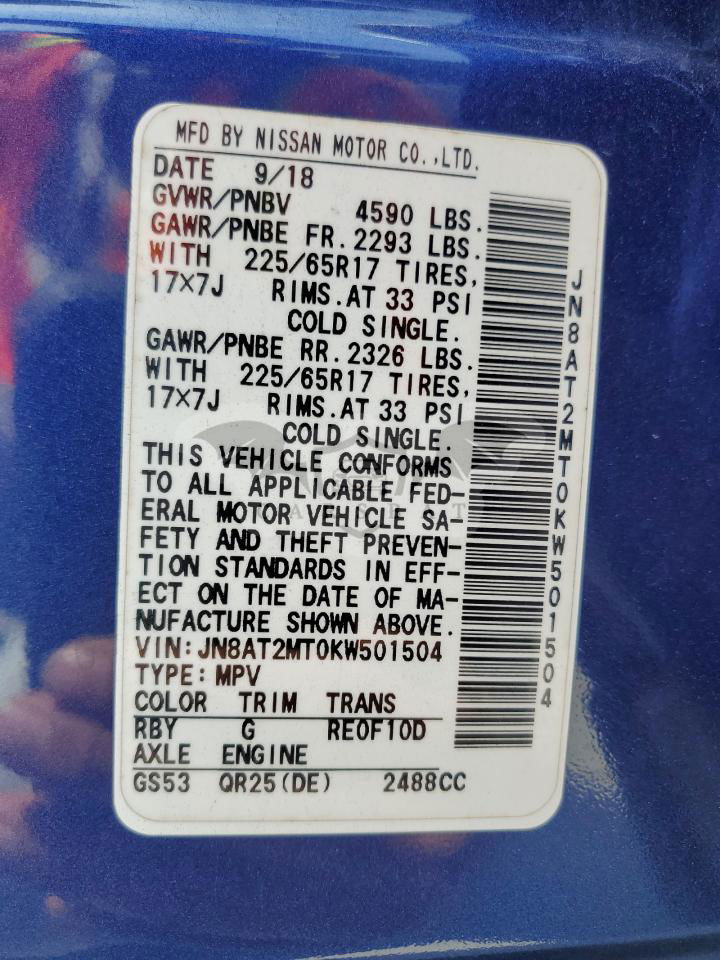 MFD BY NISSAN MOTOR CO.,LTD.
DATE 9/18
GVWR/PNBV 4590 LBS.
GAWR/PNBE FR. 2293 LBS.
WITH 225/65R17 TIRES,
17×7J RIMS.AT 33 PSI
COLD SINGLE.
GAWR/PNBE RR. 2326 LBS.
WITH 225/65R17 TIRES,
17×7J RIMS.AT 33 PSI
COLD SINGLE.
THIS VEHICLE CONFORMS
TO ALL APPLICABLE FED-
ERAL MOTOR VEHICLE SA-
FETY AND THEFT PREVEN-
TION STANDARDS IN EFF-
ECT ON THE DATE OF MA-
NUFACTURE SHOWN ABOVE.
VIN:JN8AT2MT0KW501504
TYPE:MPV
COLOR TRIM TRANS
RBY G RE0F10D
AXLE ENGINE
GS53 QR25(DE) 2488CC
JN8AT2MT0KW501504